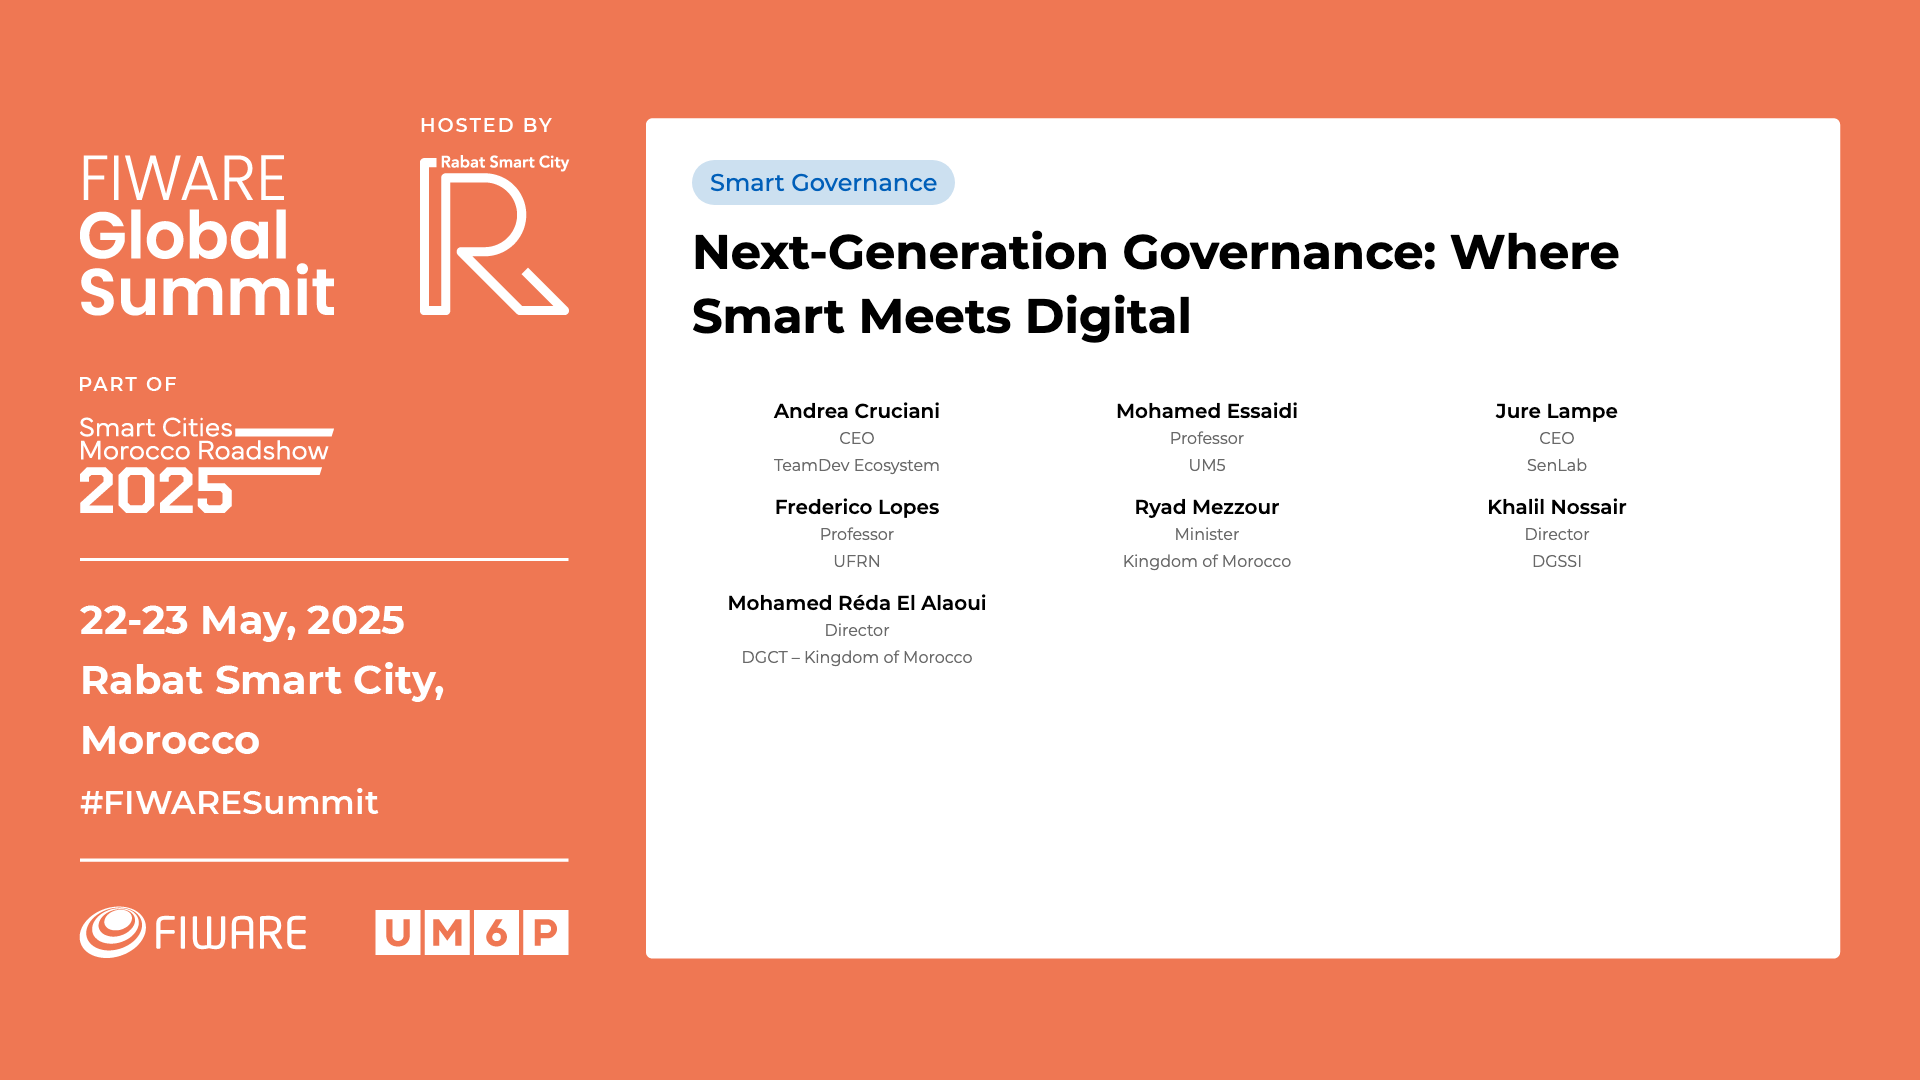 HOSTED BY
FIWARE
Global
Summit
Rabat Smart City
R
PART OF
Smart Cities
Morocco Roadshow
2025
22-23 May, 2025
Rabat Smart City,
Morocco
#FIWARESummit
FIWARE
UM6P
Smart Governance
Next-Generation Governance: Where
Smart Meets Digital
Andrea Cruciani
CEO
TeamDev Ecosystem
Mohamed Essaidi
Professor
UM5
Jure Lampe
CEO
SenLab
Frederico Lopes
Professor
UFRN
Ryad Mezzour
Minister
Kingdom of Morocco
Khalil Nossair
Director
DGSSI
Mohamed Réda El Alaoui
Director
DGCT – Kingdom of Morocco